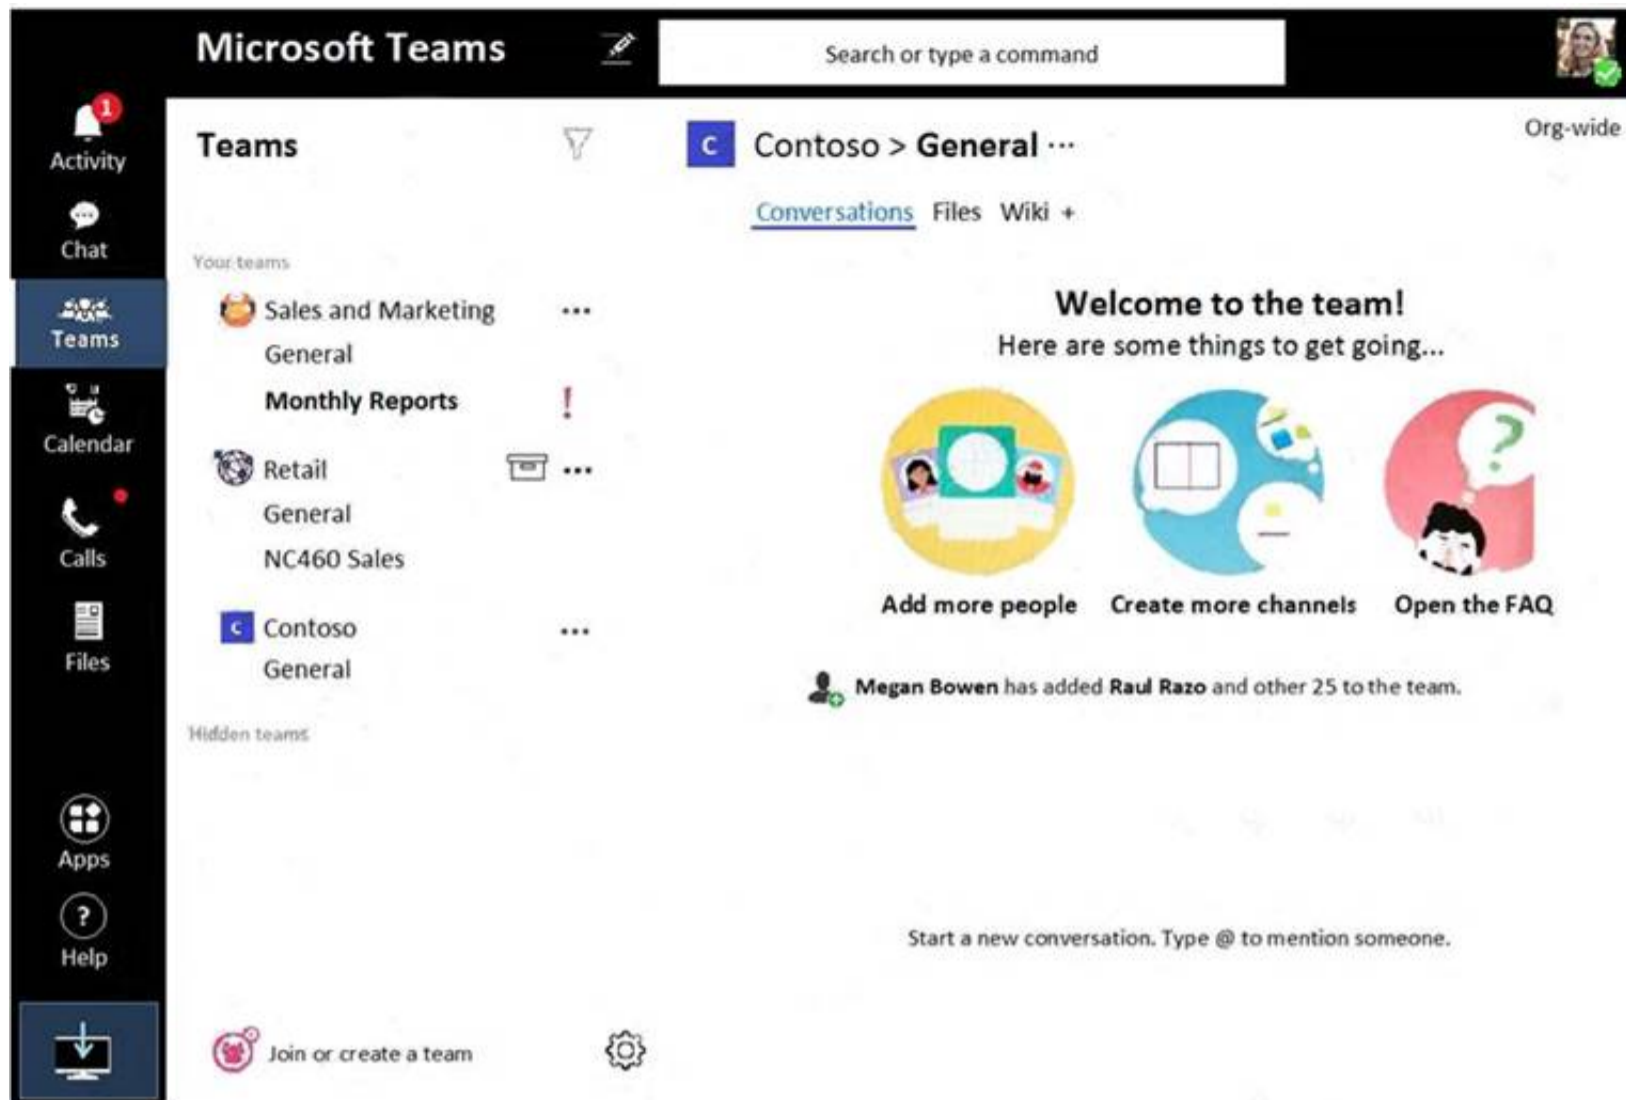 Microsoft Teams
Search or type a command
1
Activity
Chat
Teams
Calendar
Calls
Files
Apps
? 
Help
Teams
Your teams
Sales and Marketing ...
General
Monthly Reports !
Retail ...
General
NC460 Sales
C Contoso ...
General
Hidden teams
Join or create a team
C Contoso > General ...
Org-wide
Conversations Files Wiki +
Welcome to the team!
Here are some things to get going...
?
Add more people Create more channels Open the FAQ
Megan Bowen has added Raul Razo and other 25 to the team.
Start a new conversation. Type @ to mention someone.